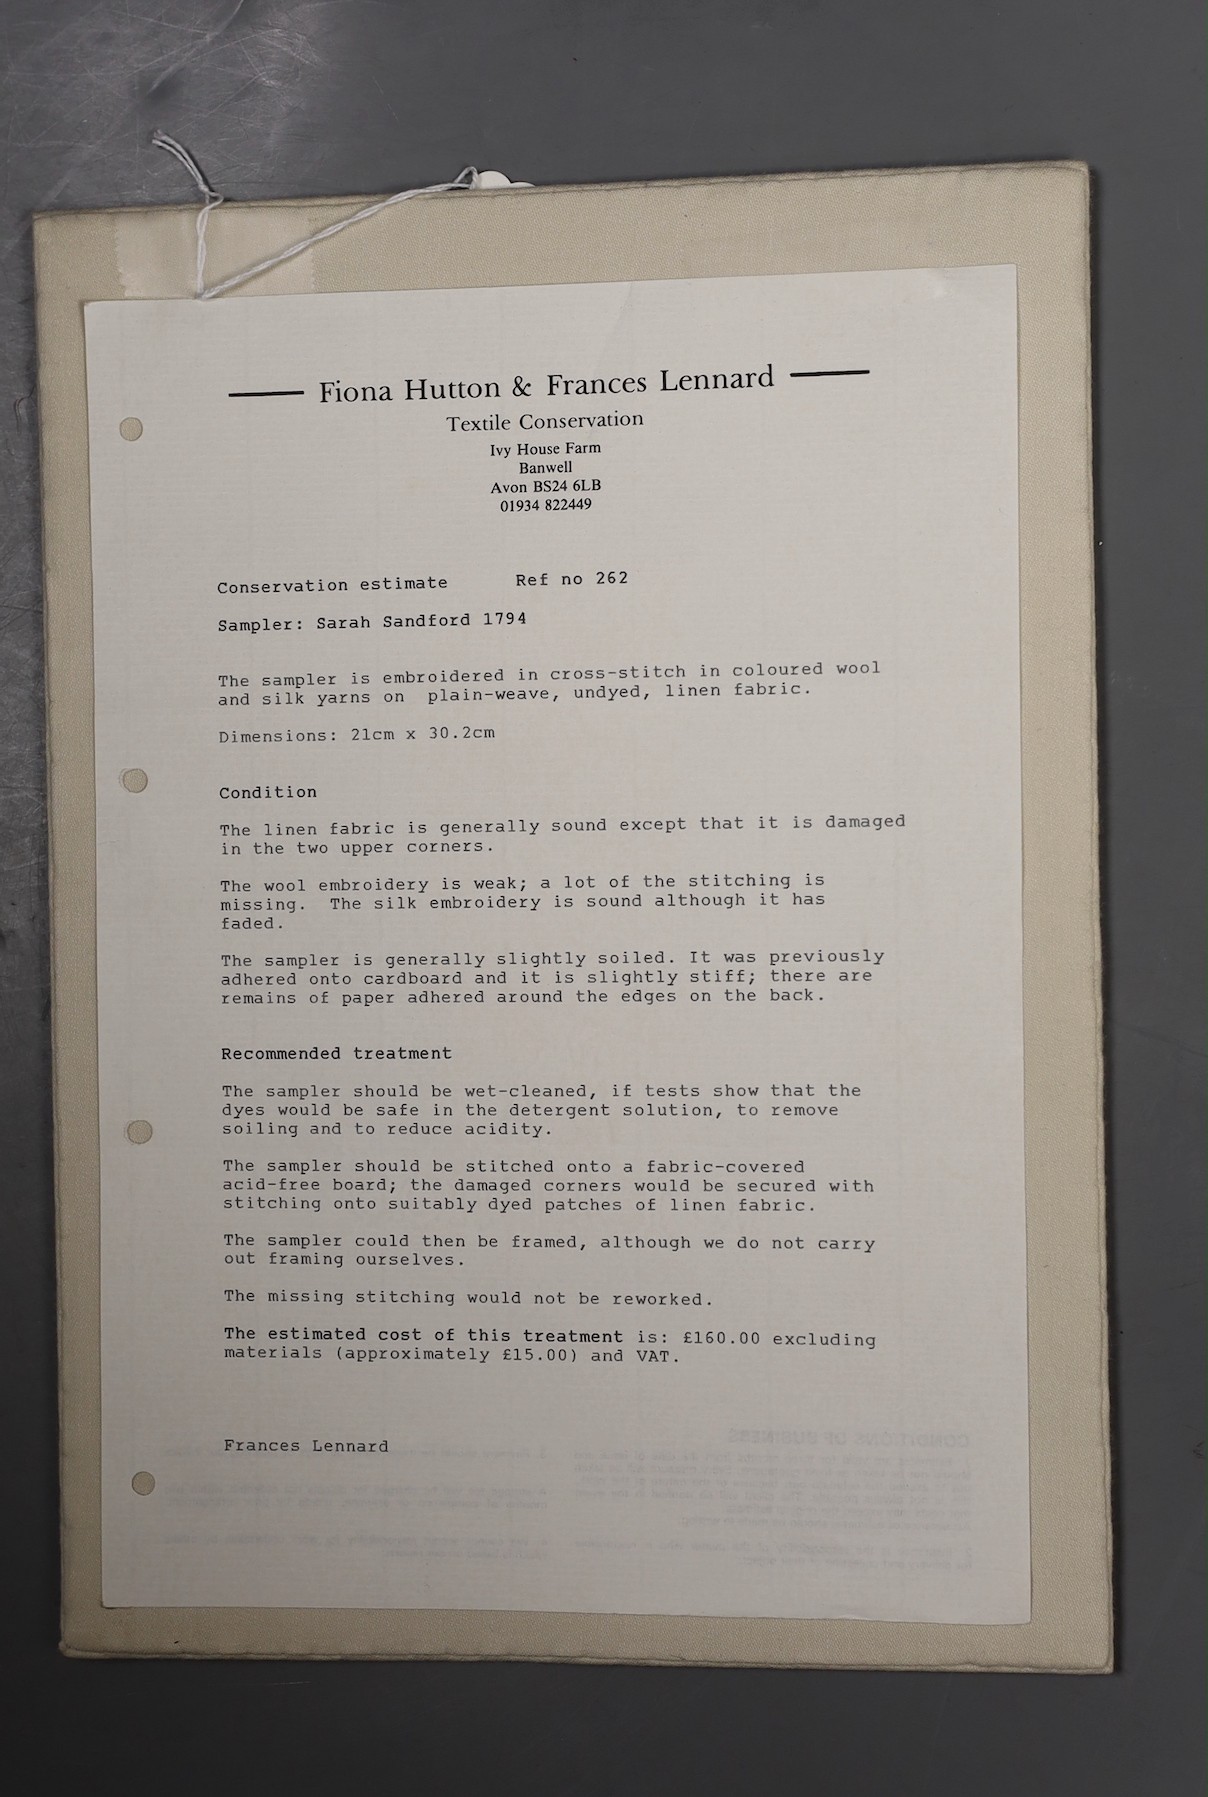 Fiona Hutton & Frances Lennard
Textile Conservation
Ivy House Farm
Banwell
Avon BS24 6LB
01934 822449
Conservation estimate Ref no 262
Sampler: Sarah Sandford 1794
The sampler is embroidered in cross-stitch in coloured wool
and silk yarns on plain-weave, undyed, linen fabric.
Dimensions: 21cm x 30.2cm
Condition
The linen fabric is generally sound except that it is damaged
in the two upper corners.
The wool embroidery is weak; a lot of the stitching is
missing. The silk embroidery is sound although it has
faded.
The sampler is generally slightly soiled. It was previously
adhered onto cardboard and it is slightly stiff; there are
remains of paper adhered around the edges on the back.
Recommended treatment
The sampler should be wet-cleaned, if tests show that the
dyes would be safe in the detergent solution, to remove
soiling and to reduce acidity.
The sampler should be stitched onto a fabric-covered
acid-free board; the damaged corners would be secured with
stitching onto suitably dyed patches of linen fabric.
The sampler could then be framed, although we do not carry
out framing ourselves.
The missing stitching would not be reworked.
The estimated cost of this treatment is: £160.00 excluding
materials (approximately £15.00) and VAT.
Frances Lennard
CONDITIONS OF BUSINESS